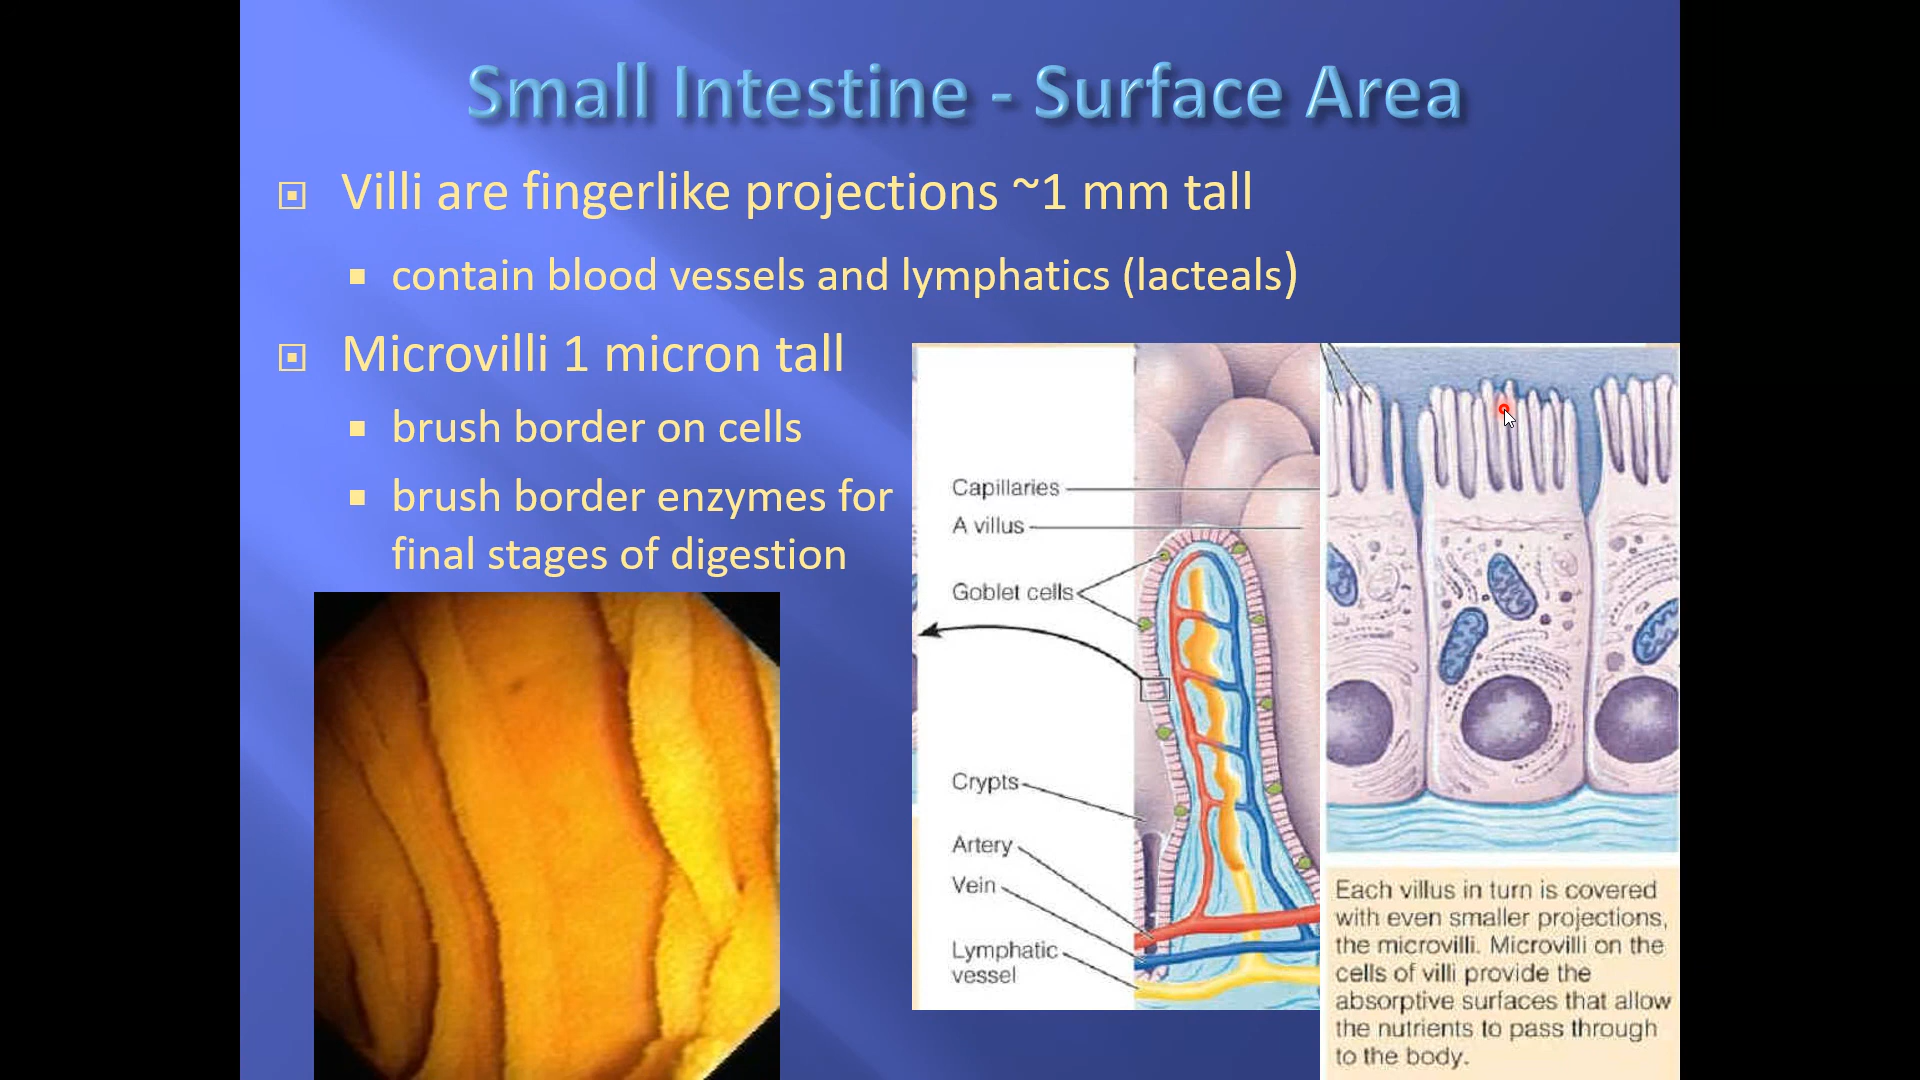 Small Intestine - Surface Area
Villi are fingerlike projections ~1 mm tall
contain blood vessels and lymphatics (lacteals)
Microvilli 1 micron tall
brush border on cells
brush border enzymes for
final stages of digestion
Capillaries
A villus
Goblet cells
Crypts
Artery
Vein
Lymphatic
vessel
Each villus in turn is covered
with even smaller projections,
the microvilli. Microvilli on the
cells of villi provide the
absorptive surfaces that allow
the nutrients to pass through
to the body.